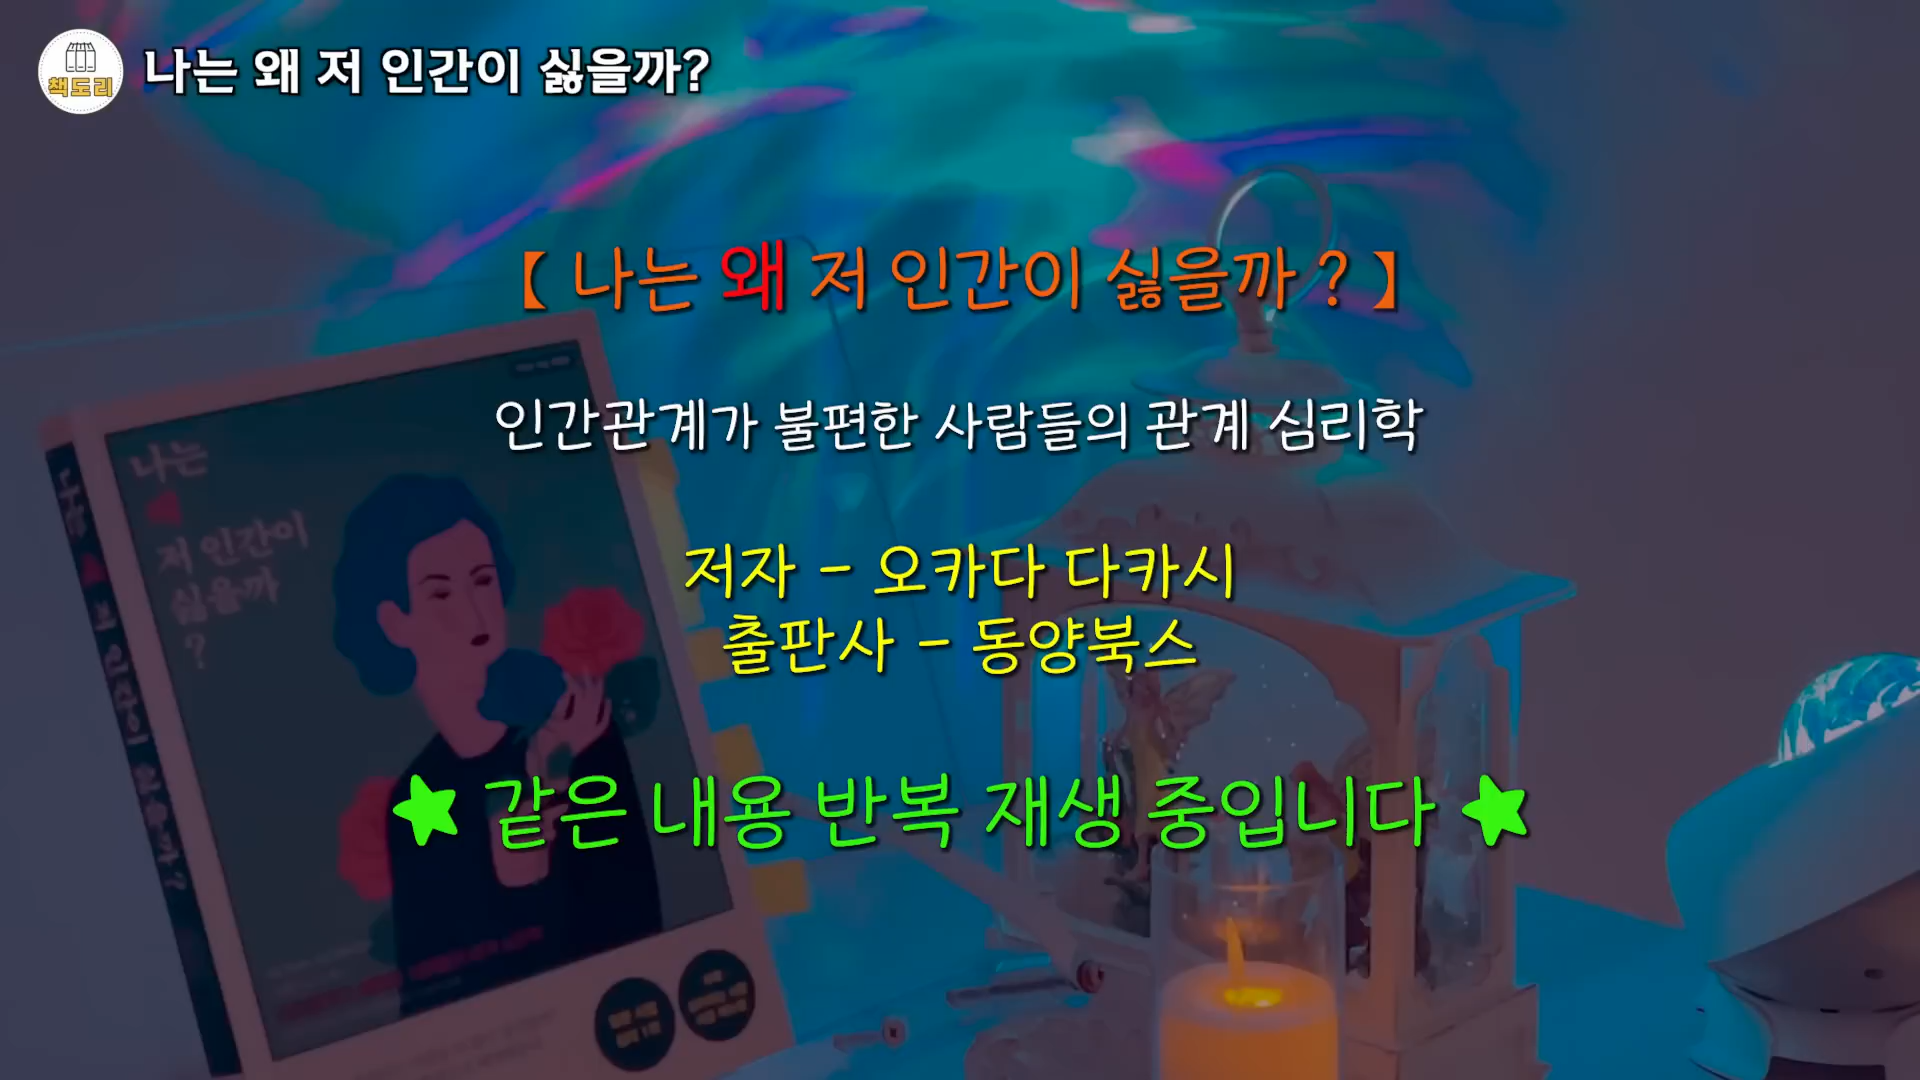 책도리
나는 왜 저 인간이 싫을까?
【 나는 왜 저 인간이 싫을까 ? 】
인간관계가 불편한 사람들의 관계 심리학
저자 - 오카다 다카시
출판사 - 동양북스
★ 같은 내용 반복 재생 중입니다 ★
나는
왜
저 인간이
싫을까
?